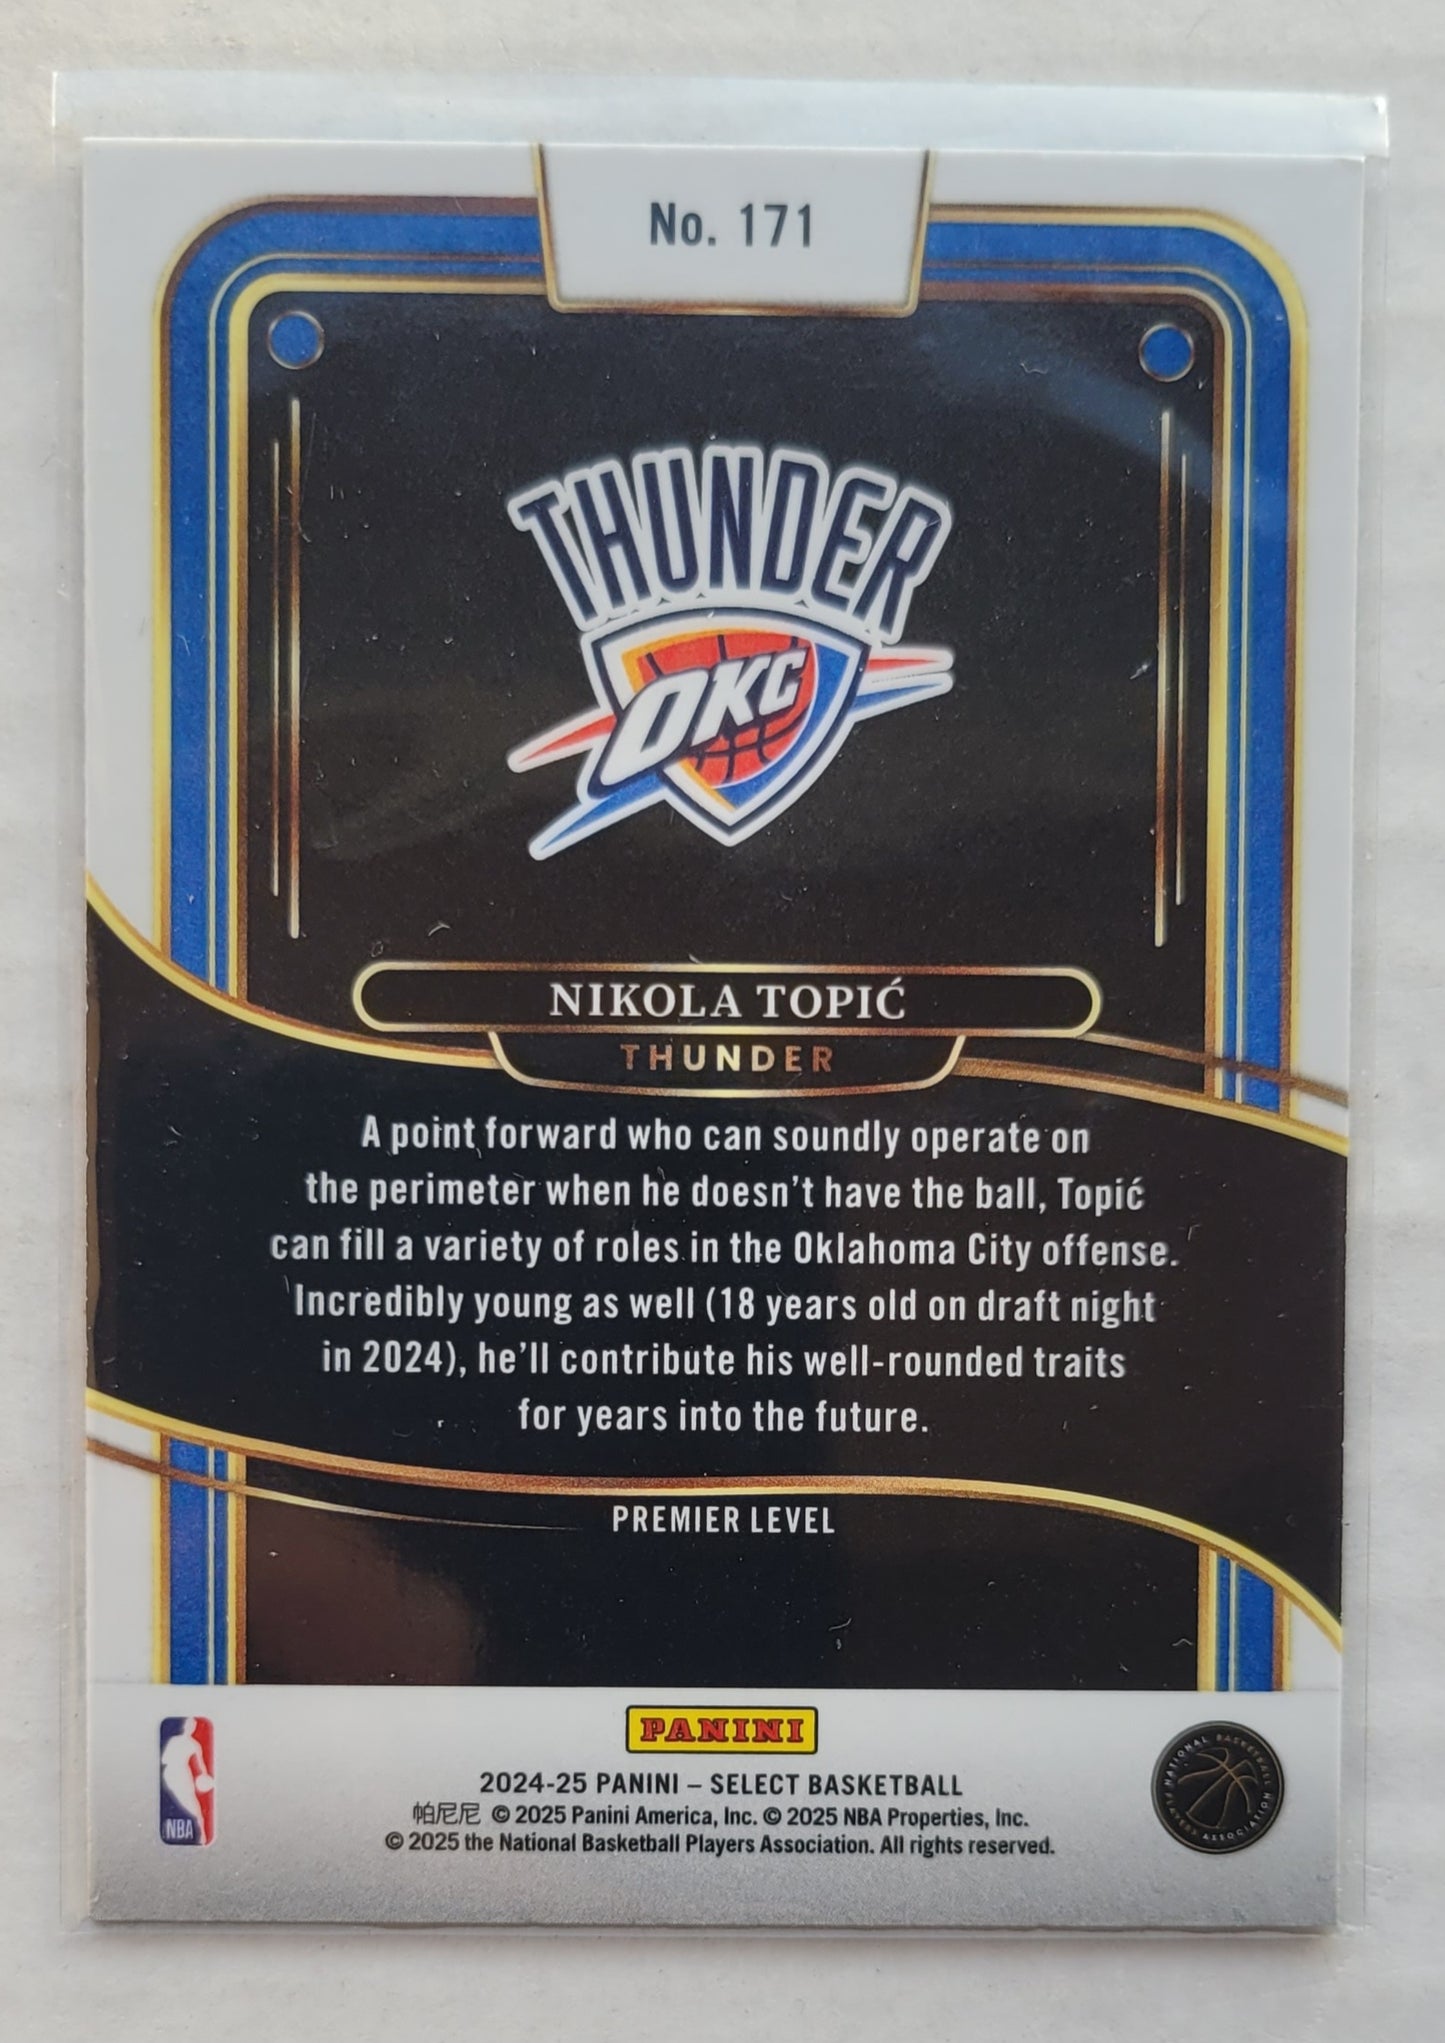 No. 171
THUNDER
OKC
NIKOLA TOPIĆ
THUNDER
A point forward who can soundly operate on
the perimeter when he doesn't have the ball, Topić
can fill a variety of roles in the Oklahoma City offense.
Incredibly young as well (18 years old on draft night
in 2024), he'll contribute his well-rounded traits
for years into the future.
PREMIER LEVEL
PANINI
NBA
NATIONAL BASKETBALL PLAYERS ASSOCIATION
2024-25 PANINI – SELECT BASKETBALL
帕尼尼 © 2025 Panini America, Inc. © 2025 NBA Properties, Inc.
© 2025 the National Basketball Players Association. All rights reserved.